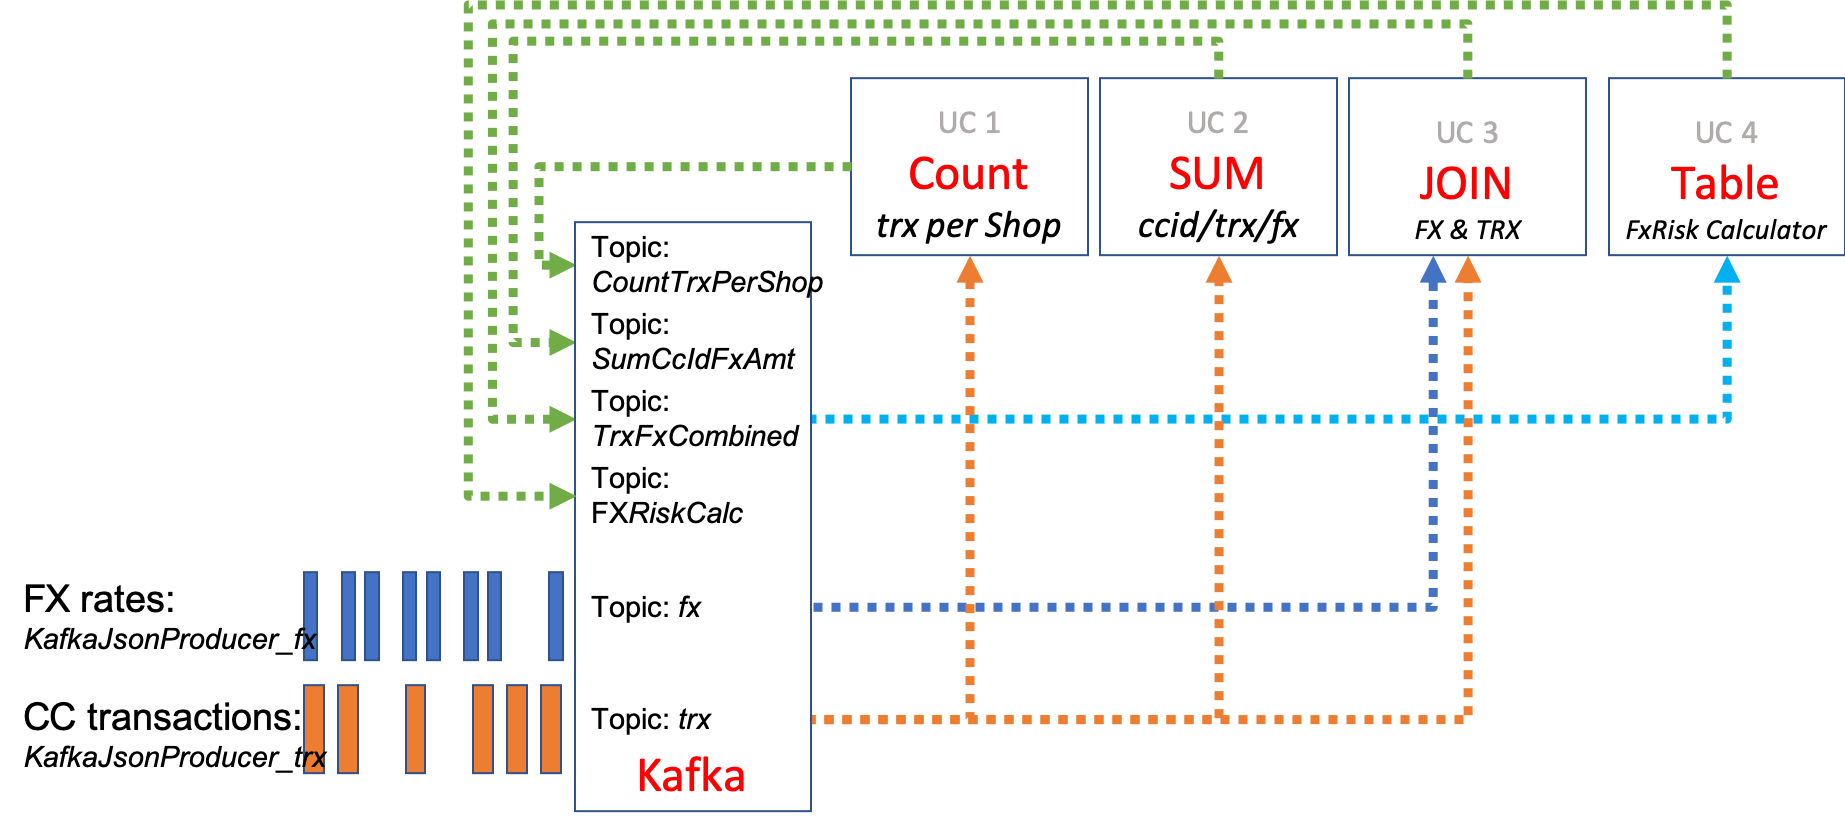 UC 1
Count
trx per Shop
UC 2
SUM
ccid/trx/fx
UC 3
JOIN
FX & TRX
UC 4
Table
FxRisk Calculator
Topic:
CountTrxPerShop
Topic:
SumCcIdFxAmt
Topic:
TrxFxCombined
Topic:
FXRiskCalc
FX rates:
KafkaJsonProducer_fx
Topic: fx
CC transactions:
KafkaJsonProducer_trx
Topic: trx
Kafka